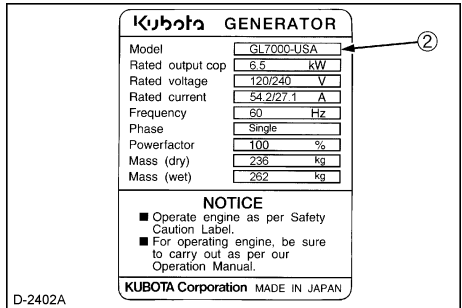 Kubota GENERATOR
Model GL7000-USA
②
Rated output cop 6.5 kW
Rated voltage 120/240 V
Rated current 54.2/27.1 A
Frequency 60 Hz
Phase Single
Powerfactor 100 %
Mass (dry) 236 kg
Mass (wet) 262 kg
NOTICE
■ Operate engine as per Safety
Caution Label.
■ For operating engine, be sure
to carry out as per our
Operation Manual.
KUBOTA Corporation MADE IN JAPAN
D-2402A